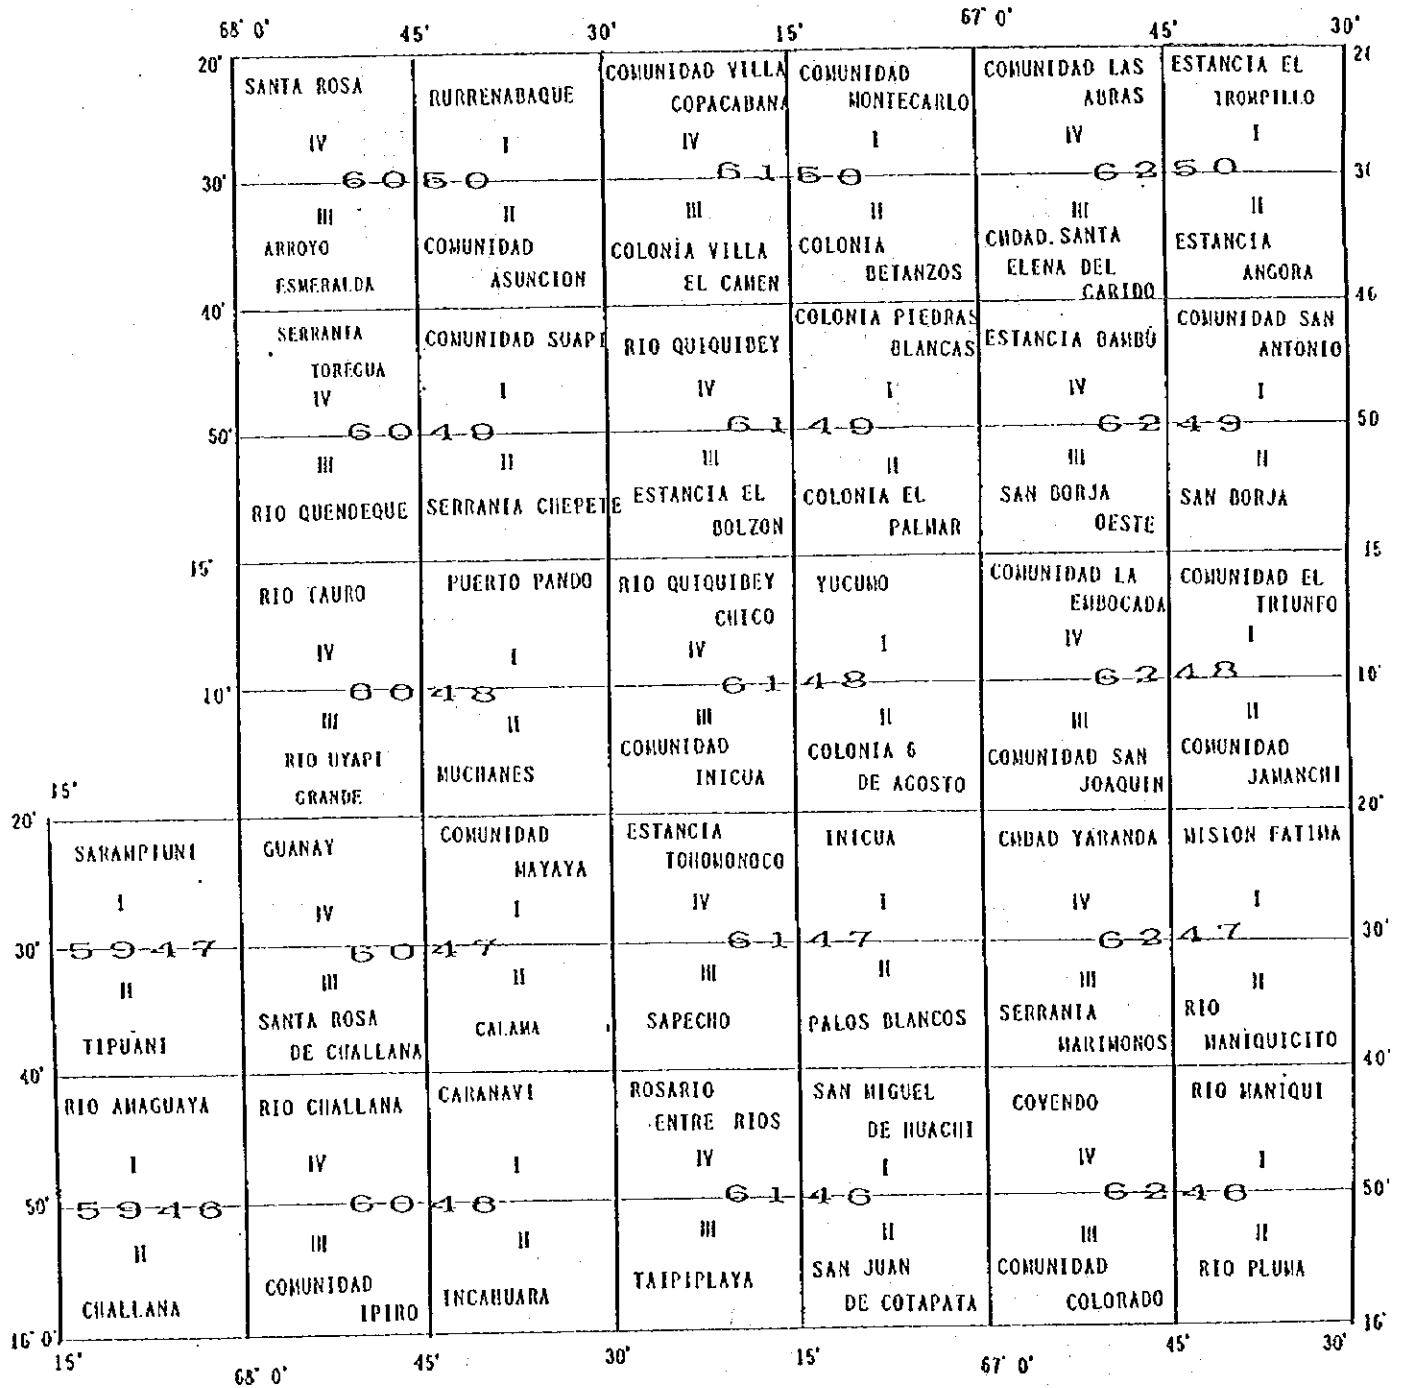 68° 0' 45' 30' 15' 67° 0' 45' 30'
20'
SANTA ROSA
RURRENABAQUE
COMUNIDAD VILLA
COPACABANA
COMUNIDAD
MONTECARLO
COMUNIDAD LAS
ABRAS
ESTANCIA EL
TROMPILLO
IV I IV I IV I
30' 6050 6150 6250
III II III II III II
ARROYO
ESMERALDA
COMUNIDAD
ASUNCION
COLONIA VILLA
EL CAMEN
COLONIA
BETANZOS
CMDAD. SANTA
ELENA DEL
CARIDO
ESTANCIA
ANGORA
40'
SERRANIA
TOREGUA
COMUNIDAD SUAPI
RIO QUIQUIBEY
COLONIA PIEDRAS
BLANCAS
ESTANCIA BAMBÚ
COMUNIDAD SAN
ANTONIO
IV I IV I IV I
50' 6049 6149 6249 50
III II III II III II
RIO QUENDEQUE
SERRANIA CHEPETE
ESTANCIA EL
BOLZON
COLONIA EL
PALMAR
SAN BORJA
OESTE
SAN BORJA
15° 15
RIO TAURO
PUERTO PANDO
RIO QUIQUIBEY
CHICO
YUCUMO
COMUNIDAD LA
EMBOCADA
COMUNIDAD EL
TRIUNFO
IV I IV I IV I
10' 6048 6148 6248 10'
III II III II III II
RIO UYAPI
GRANDE
MUCHANES
COMUNIDAD
INICUA
COLONIA 6
DE AGOSTO
COMUNIDAD SAN
JOAQUIN
COMUNIDAD
JAMANCHI
15'
20' 20'
SARAMPIUNI
GUANAY
COMUNIDAD
MAYAYA
ESTANCIA
TOHOMONOCO
INICUA
CMDAD YARANDA
MISION FATIMA
I IV I IV I IV I
30' 5947 6047 6147 6247 30'
II III II III II III II
TIPUANI
SANTA ROSA
DE CHALLANA
CALAMA
SAPECHO
PALOS BLANCOS
SERRANIA
MARIMONOS
RIO
MANIQUICITO
40' 40'
RIO AMAGUAYA
RIO CHALLANA
CARANAVI
ROSARIO
ENTRE RIOS
SAN MIGUEL
DE HUACHI
COVENDO
RIO MANIQUI
I IV I IV I IV I
50' 5946 6046 6146 6246 50'
II III II III II III II
CHALLANA
COMUNIDAD
IPIRO
INCAHUARA
TAIPIPLAYA
SAN JUAN
DE COTAPATA
COMUNIDAD
COLORADO
RIO PLUMA
16° 0' 16°
15' 68° 0' 45' 30' 15' 67° 0' 45' 30'